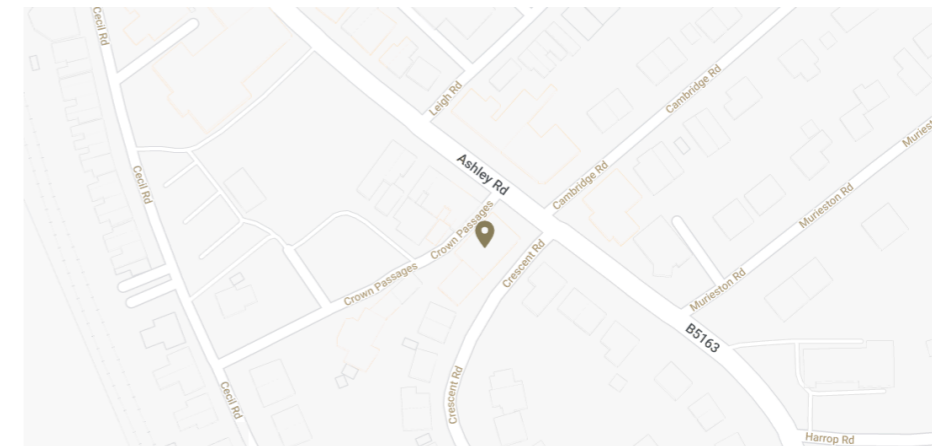 Cecil Rd
Leigh Rd
Cambridge Rd
Muriest
Ashley Rd
Cecil Rd
Cambridge Rd
Murieston Rd
Crown Passages
Crescent Rd
Crown Passages
Murieston Rd
B5163
Cecil Rd
Crescent Rd
Harrop Rd